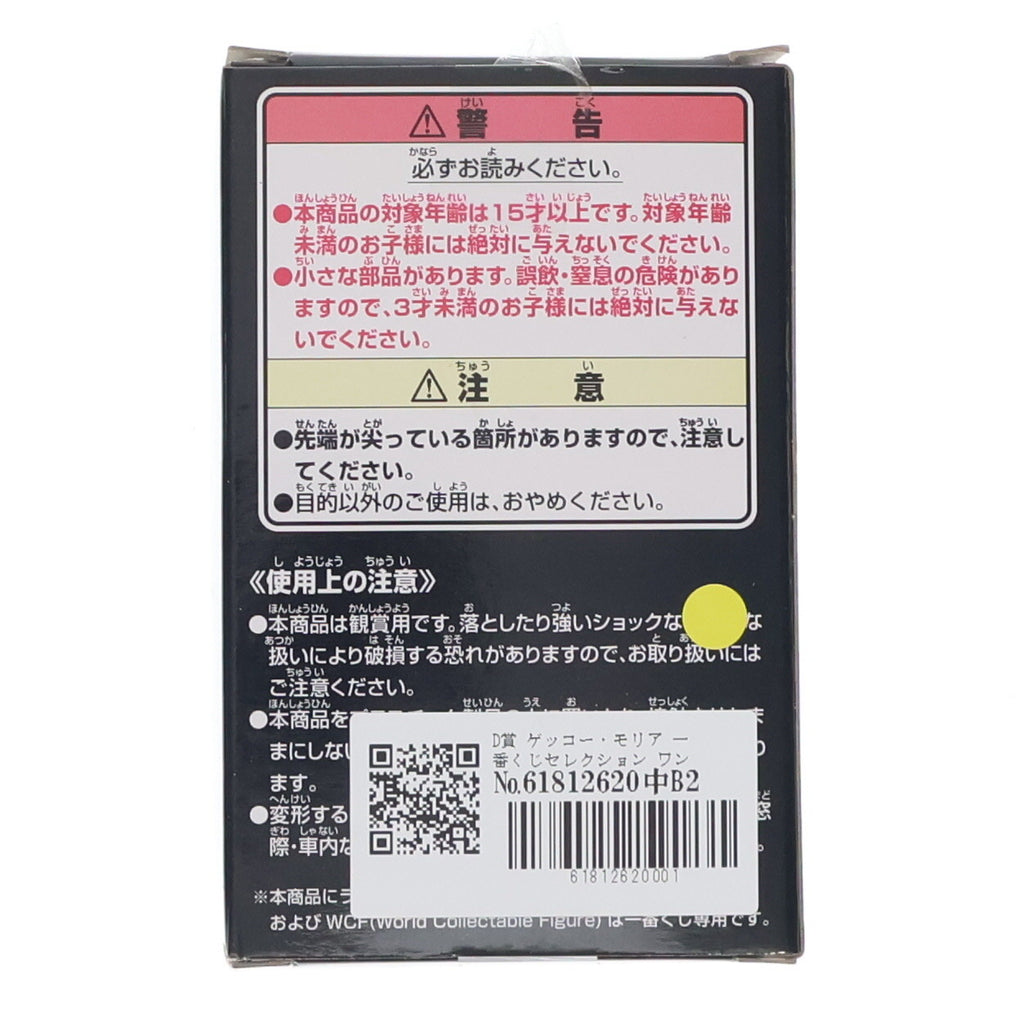 警告
必ずお読みください。
●本商品の対象年齢は15才以上です。対象年齢
未満のお子様には絶対に与えないでください。
●小さな部品があります。誤飲・窒息の危険があり
ますので、3才未満のお子様には絶対に与えな
いでください。
注意
●先端が尖っている箇所がありますので、注意し
てください。
●目的以外のご使用は、おやめください。
《使用上の注意》
●本商品は観賞用です。落としたり強いショックな な
扱いにより破損する恐れがありますので、お取り扱いには
ご注意ください。
●本商品を
まにしない
ます。
●変形する 窓
際・車内な
D賞 ゲッコー・モリア 一
番くじセレクション ワン
No.61812620中B2
61812620001
※本商品にラ
および WCF(World Collectable Figure) は一番くじ専用です。